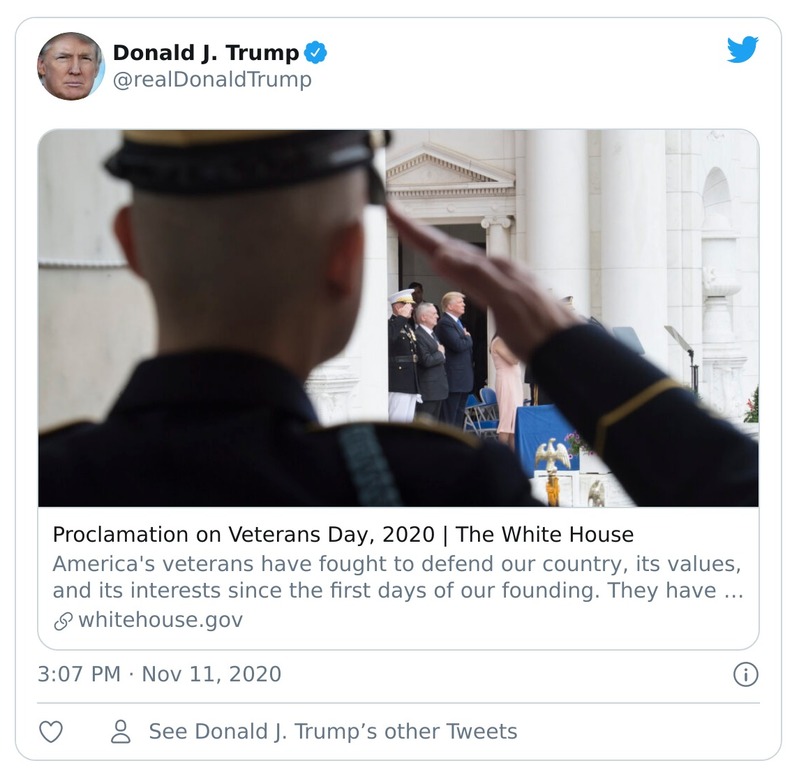 Donald J. Trump
@realDonaldTrump
Proclamation on Veterans Day, 2020 | The White House
America's veterans have fought to defend our country, its values,
and its interests since the first days of our founding. They have ...
whitehouse.gov
3:07 PM · Nov 11, 2020
See Donald J. Trump’s other Tweets